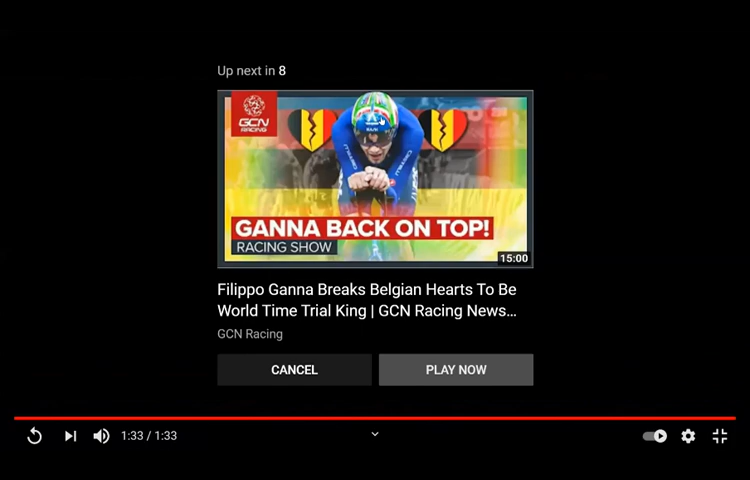 Up next in 8
GCN
RACING
GANNA BACK ON TOP!
RACING SHOW
15:00
Filippo Ganna Breaks Belgian Hearts To Be
World Time Trial King | GCN Racing News...
GCN Racing
CANCEL
PLAY NOW
1:33 / 1:33